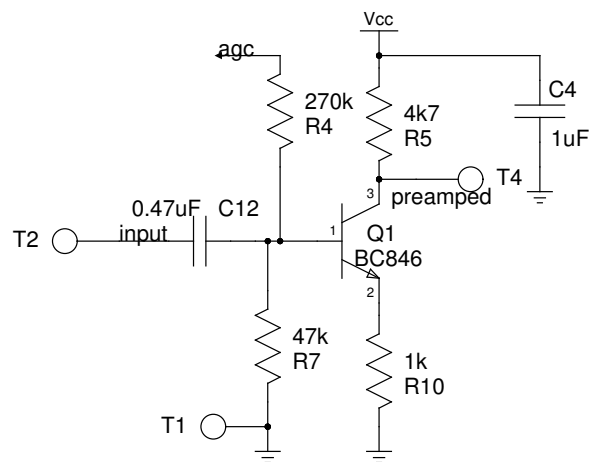 Vcc
agc
270k
R4
4k7
R5
C4
1uF
3
T4
preamped
0.47uF
C12
T2
input
1
Q1
BC846
2
47k
R7
1k
R10
T1